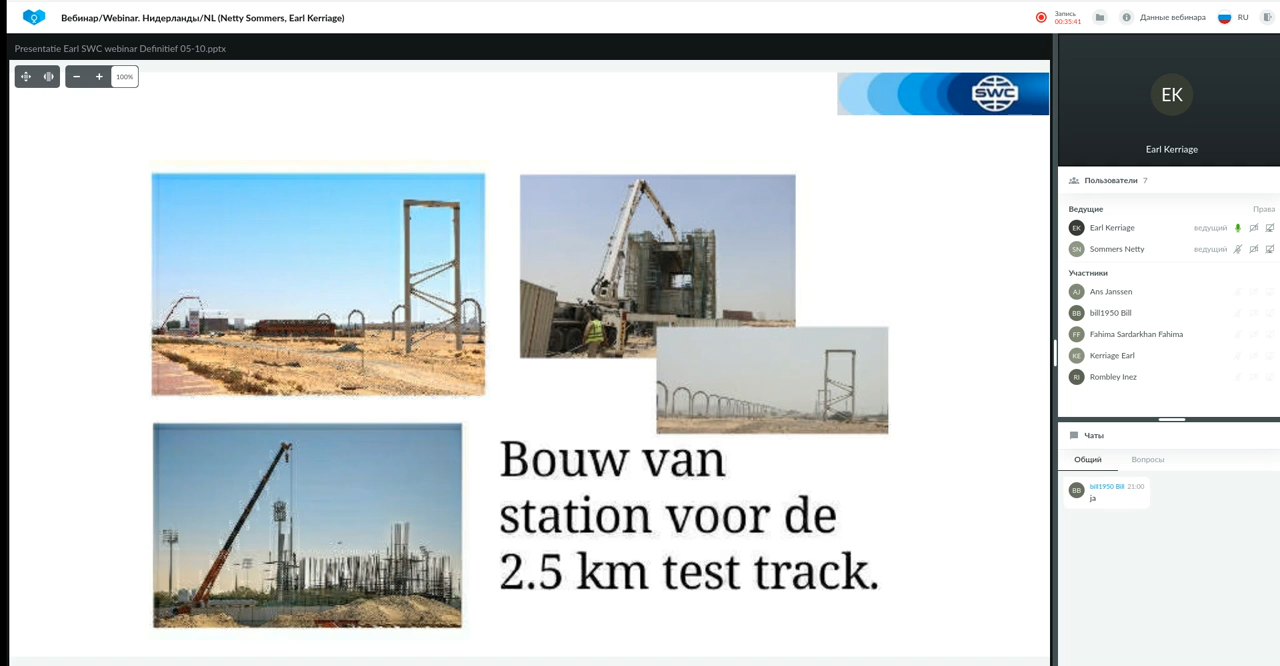 Вебинар/Webinar. Нидерланды/NL (Netty Sommers, Earl Kerriage)
Запись
00:35:41
Данные вебинара
RU
Presentatie Earl SWC webinar Definitief 05-10.pptx
100%
SWC
Bouw van
station voor de
2.5 km test track.
EK
Earl Kerriage
Пользователи 7
Ведущие Права
EK Earl Kerriage ведущий
SN Sommers Netty ведущий
Участники
AJ Ans Janssen
BB bill1950 Bill
FF Fahima Sardarkhan Fahima
KE Kerriage Earl
RI Rombley Inez
Чаты
Общий Вопросы
BB bill1950 Bill 21:00
ja